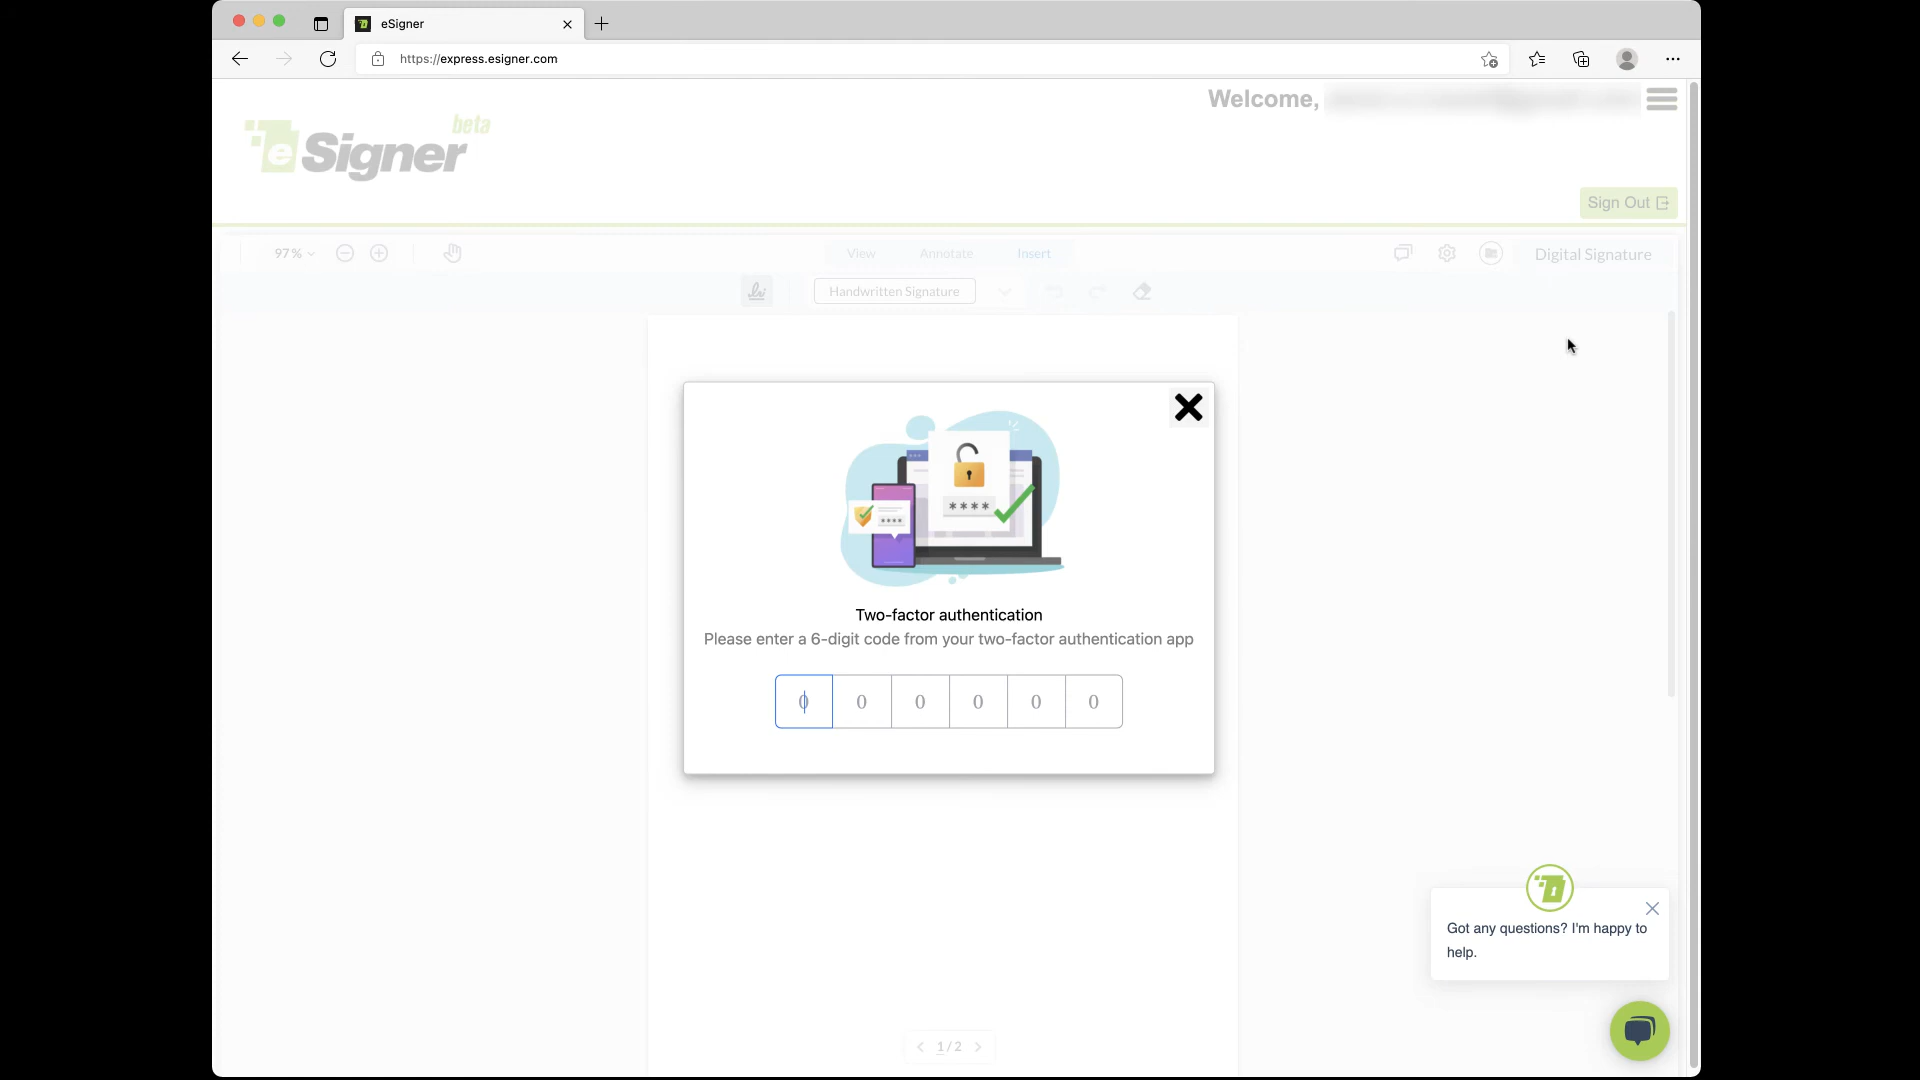 eSigner
https://express.esigner.com
Welcome,
eSigner beta
Sign Out
97%
View
Annotate
Insert
Digital Signature
Handwritten Signature
****
****
Two-factor authentication
Please enter a 6-digit code from your two-factor authentication app
0 0 0 0 0 0
Got any questions? I'm happy to
help.
1 / 2